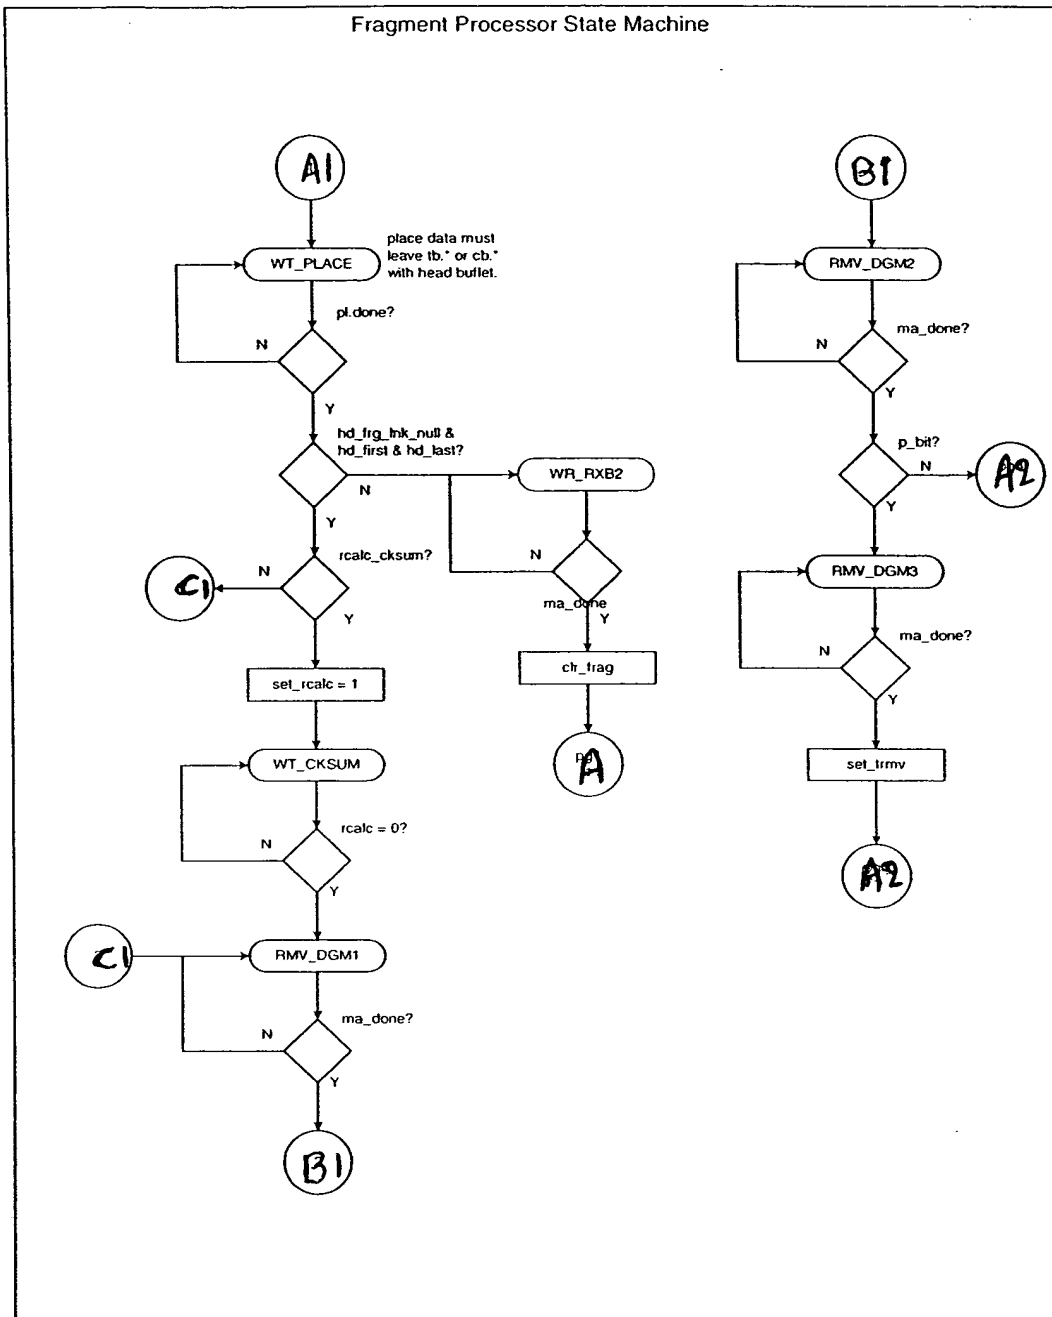 Fragment Processor State Machine
A1
WT_PLACE
place data must
leave tb.* or cb.*
with head buflet.
pl.done?
N
Y
hd_frg_lnk_null &
hd_first & hd_last?
N
Y
WR_RXB2
N
ma_done
Y
clr_frag
A
rcalc_cksum?
N
C1
Y
set_rcalc = 1
WT_CKSUM
rcalc = 0?
N
Y
C1
RMV_DGM1
ma_done?
N
Y
B1
B1
RMV_DGM2
ma_done?
N
Y
p_bit?
N
A2
Y
RMV_DGM3
ma_done?
N
Y
set_trmv
A2